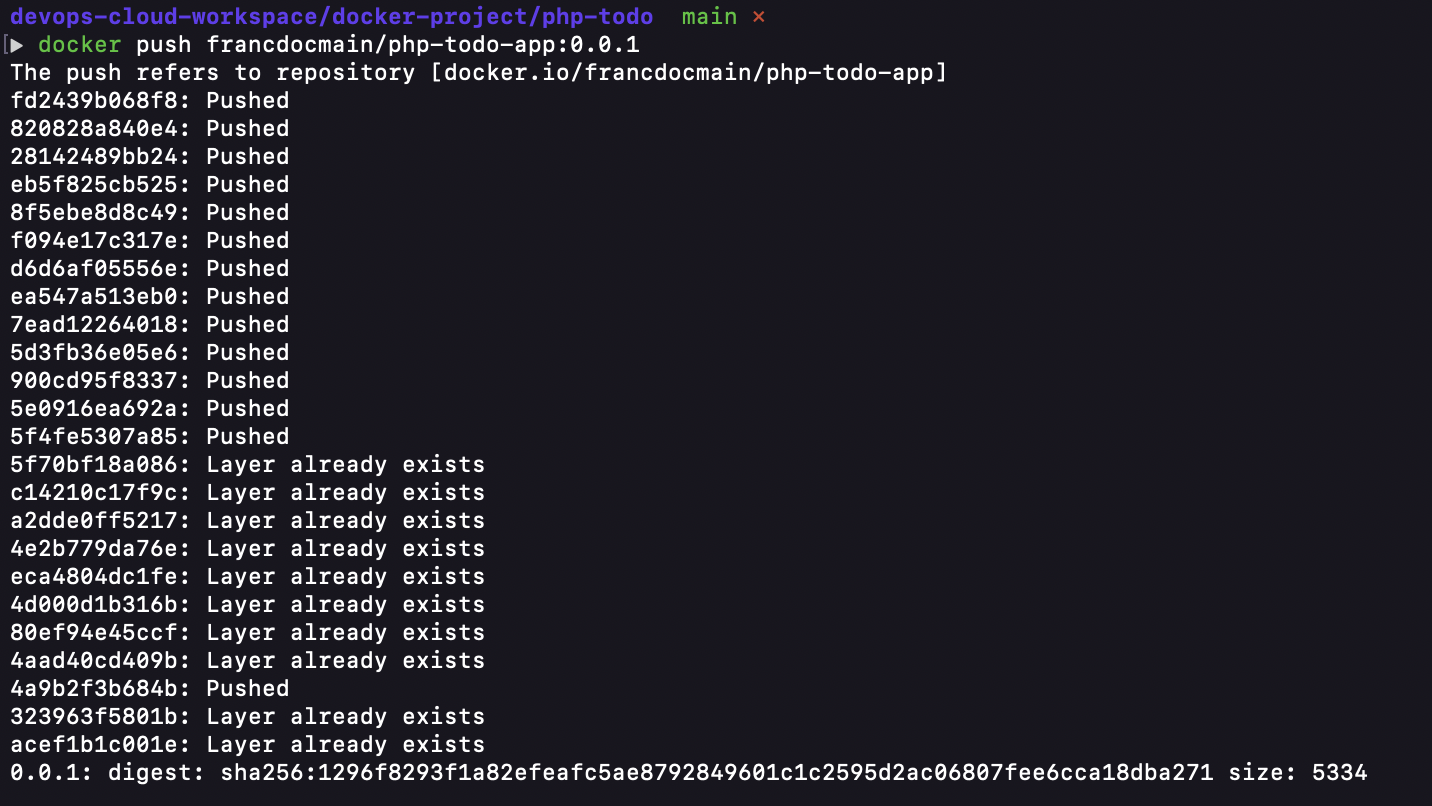 devops-cloud-workspace/docker-project/php-todo main ×
▶ docker push francdocmain/php-todo-app:0.0.1
The push refers to repository [docker.io/francdocmain/php-todo-app]
fd2439b068f8: Pushed
820828a840e4: Pushed
28142489bb24: Pushed
eb5f825cb525: Pushed
8f5ebe8d8c49: Pushed
f094e17c317e: Pushed
d6d6af05556e: Pushed
ea547a513eb0: Pushed
7ead12264018: Pushed
5d3fb36e05e6: Pushed
900cd95f8337: Pushed
5e0916ea692a: Pushed
5f4fe5307a85: Pushed
5f70bf18a086: Layer already exists
c14210c17f9c: Layer already exists
a2dde0ff5217: Layer already exists
4e2b779da76e: Layer already exists
eca4804dc1fe: Layer already exists
4d000d1b316b: Layer already exists
80ef94e45ccf: Layer already exists
4aad40cd409b: Layer already exists
4a9b2f3b684b: Pushed
323963f5801b: Layer already exists
acef1b1c001e: Layer already exists
0.0.1: digest: sha256:1296f8293f1a82efeafc5ae8792849601c1c2595d2ac06807fee6cca18dba271 size: 5334